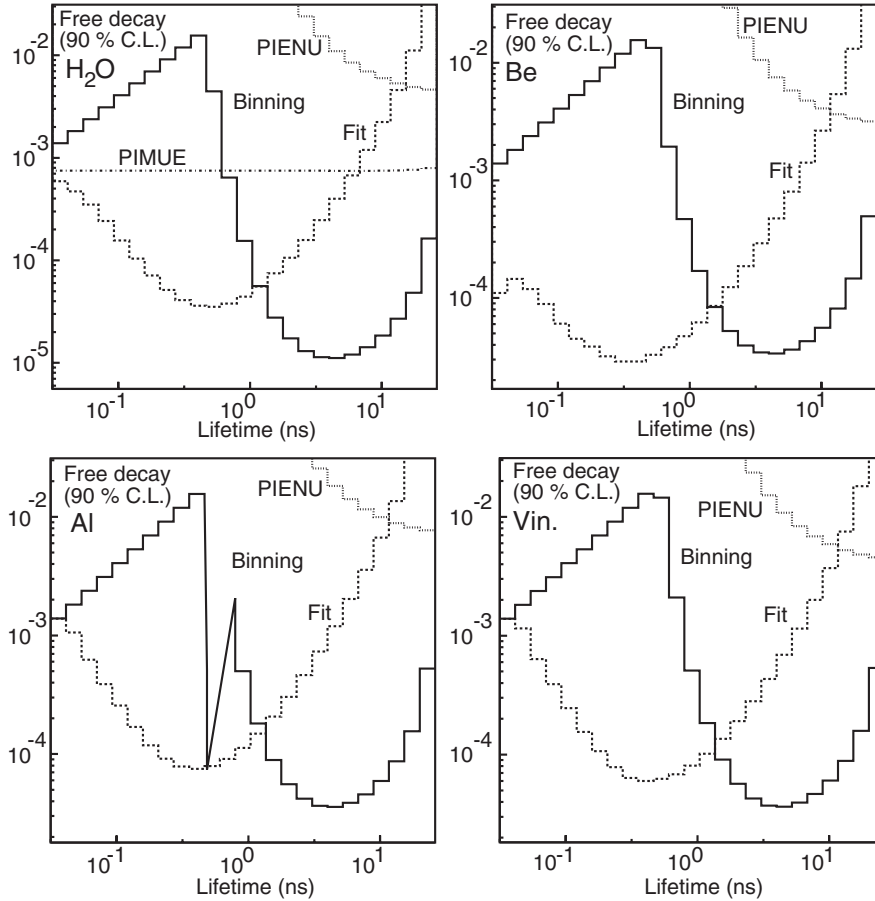 Free decay
(90 % C.L.)
H₂O
PIENU
Binning
Fit
PIMUE
10⁻²
10⁻³
10⁻⁴
10⁻⁵
10⁻¹ 10⁰ 10¹
Lifetime (ns)
Free decay
(90 % C.L.)
Be
PIENU
Binning
Fit
10⁻²
10⁻³
10⁻⁴
10⁻¹ 10⁰ 10¹
Lifetime (ns)
Free decay
(90 % C.L.)
Al
PIENU
Binning
Fit
10⁻²
10⁻³
10⁻⁴
10⁻¹ 10⁰ 10¹
Lifetime (ns)
Free decay
(90 % C.L.)
Vin.
PIENU
Binning
Fit
10⁻²
10⁻³
10⁻⁴
10⁻¹ 10⁰ 10¹
Lifetime (ns)